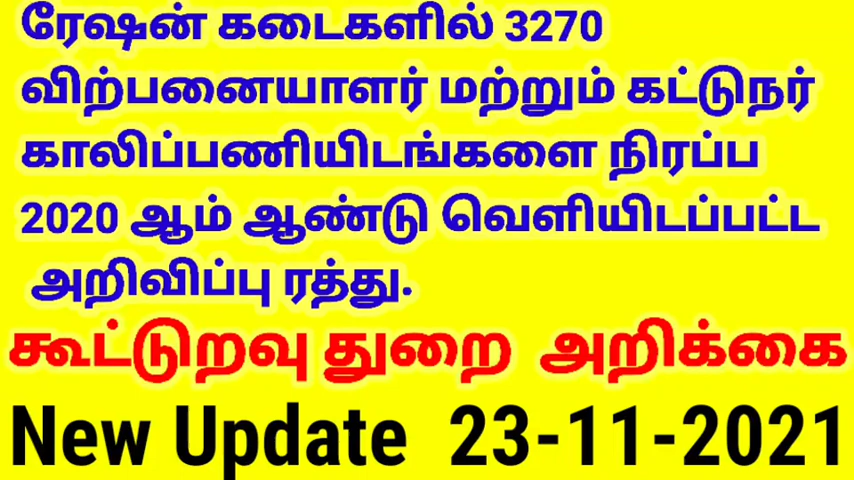 ரேஷன் கடைகளில் 3270
விற்பனையாளர் மற்றும் கட்டுநர்
காலிப்பணியிடங்களை நிரப்ப
2020 ஆம் ஆண்டு வெளியிடப்பட்ட
அறிவிப்பு ரத்து.
கூட்டுறவு துறை அறிக்கை
New Update 23-11-2021